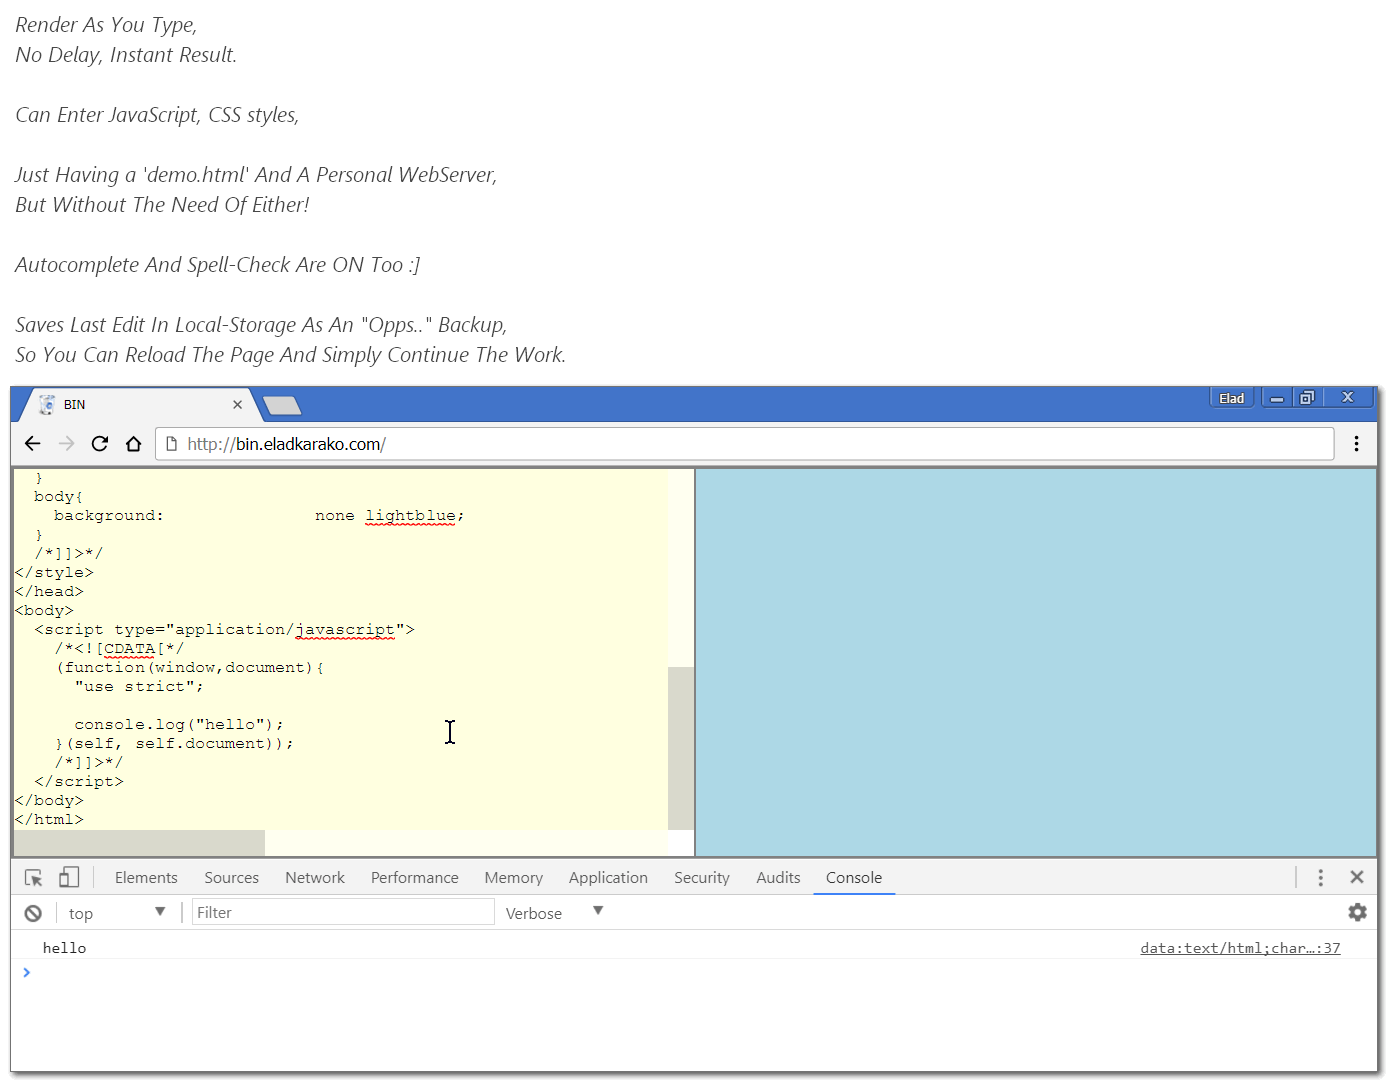 Render As You Type,
No Delay, Instant Result.
Can Enter JavaScript, CSS styles,
Just Having a 'demo.html' And A Personal WebServer,
But Without The Need Of Either!
Autocomplete And Spell-Check Are ON Too :]
Saves Last Edit In Local-Storage As An "Opps.." Backup,
So You Can Reload The Page And Simply Continue The Work.
BIN
Elad
http://bin.eladkarako.com/
}
body{
background: none lightblue;
}
/*]]>*/
</style>
</head>
<body>
<script type="application/javascript">
/*<![CDATA[*/
(function(window,document){
"use strict";
console.log("hello");
}(self, self.document));
/*]]>*/
</script>
</body>
</html>
Elements Sources Network Performance Memory Application Security Audits Console
top Filter Verbose
hello data:text/html;char…:37